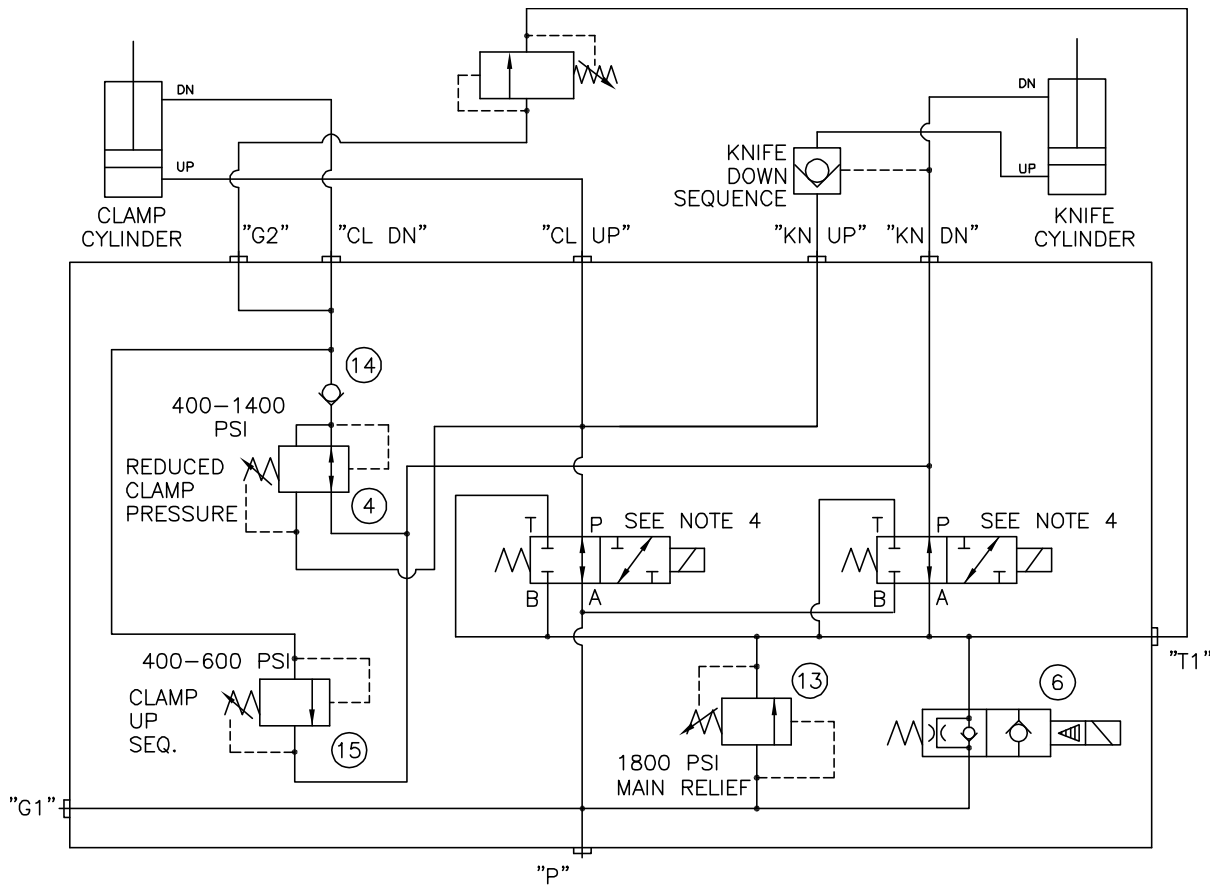 DN
UP
CLAMP
CYLINDER
KNIFE
DOWN
SEQUENCE
DN
UP
KNIFE
CYLINDER
"G2"
"CL DN"
"CL UP"
"KN UP"
"KN DN"
14
400-1400
PSI
REDUCED
CLAMP
PRESSURE
4
T
P
SEE NOTE 4
B
A
T
P
SEE NOTE 4
B
A
"T1"
400-600 PSI
CLAMP
UP
SEQ.
15
13
1800 PSI
MAIN RELIEF
6
"G1"
"P"